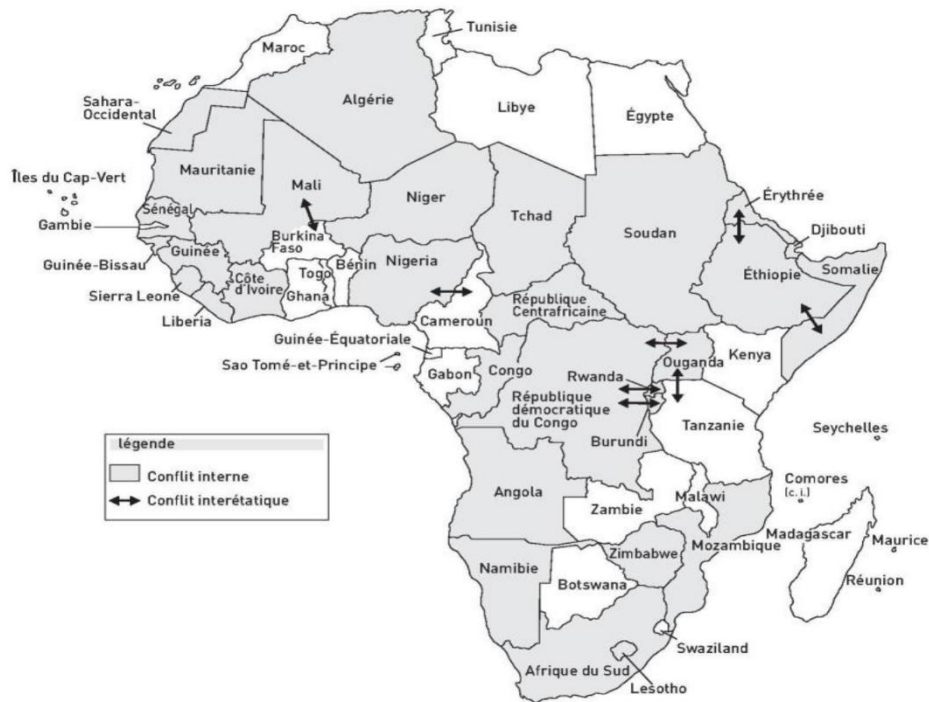 Tunisie
Maroc
Algérie
Libye
Égypte
Sahara-
Occidental
Mauritanie
Îles du Cap-Vert
Mali
Niger
Tchad
Soudan
Érythrée
Sénégal
Gambie
Djibouti
Burkina
Faso
Bénin
Nigeria
Éthiopie
Somalie
Guinée
Guinée-Bissau
Togo
Côte
d'Ivoire
Ghana
Sierra Leone
Liberia
Cameroun
République
Centrafricaine
Guinée-Équatoriale
Sao Tomé-et-Principe
Gabon
Congo
Ouganda
Kenya
Rwanda
République
démocratique
du Congo
Burundi
Tanzanie
Seychelles
légende
Conflit interne
Conflit interétatique
Angola
Zambie
Malawi
Comores
[c. i.]
Mozambique
Madagascar
Maurice
Réunion
Zimbabwe
Namibie
Botswana
Swaziland
Afrique du Sud
Lesotho